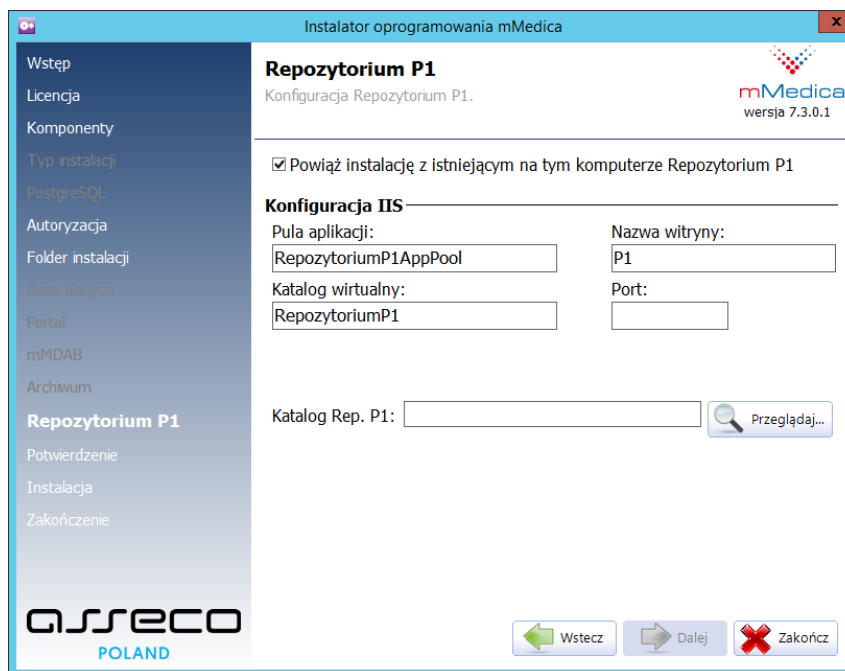 Instalator oprogramowania mMedica
x
Wstęp
Licencja
Komponenty
Typ instalacji
PostgreSQL
Autoryzacja
Folder instalacji
Baza danych
Portal
mMDAB
Archiwum
Repozytorium P1
Potwierdzenie
Instalacja
Zakończenie
asseco
POLAND
Repozytorium P1
Konfiguracja Repozytorium P1.
mMedica
wersja 7.3.0.1
Powiąż instalację z istniejącym na tym komputerze Repozytorium P1
Konfiguracja IIS
Pula aplikacji: Nazwa witryny:
RepozytoriumP1AppPool P1
Katalog wirtualny: Port:
RepozytoriumP1
Katalog Rep. P1: Przeglądaj...
Wstecz Dalej Zakończ